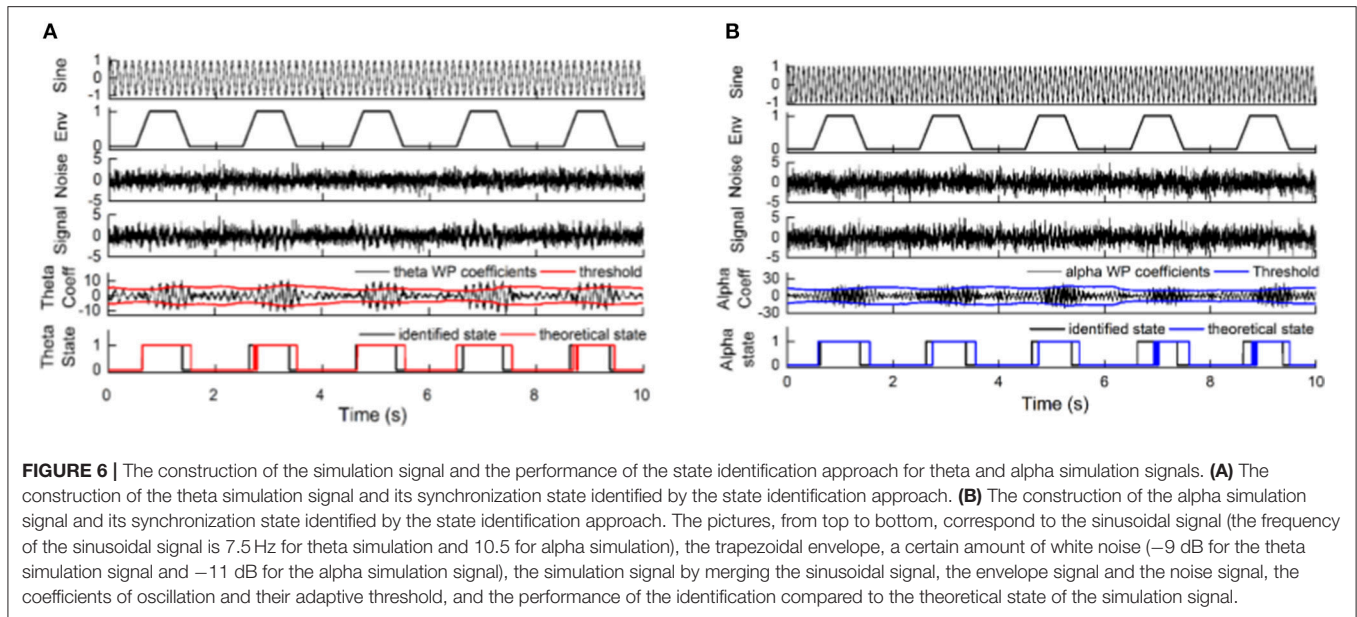 A
Sine
1
0
-1
Env
1
0
Noise
5
0
-5
Signal
5
0
-5
Theta Coeff
10
0
-10
theta WP coefficients
threshold
Theta State
1
0
identified state
theoretical state
0
2
4
6
8
10
Time (s)
B
Sine
1
0
-1
Env
1
0
Noise
5
0
-5
Signal
5
0
-5
Alpha Coeff
30
0
-30
alpha WP coefficients
Threshold
Alpha state
1
0
identified state
theoretical state
0
2
4
6
8
10
Time (s)
FIGURE 6 | The construction of the simulation signal and the performance of the state identification approach for theta and alpha simulation signals. (A) The
construction of the theta simulation signal and its synchronization state identified by the state identification approach. (B) The construction of the alpha simulation
signal and its synchronization state identified by the state identification approach. The pictures, from top to bottom, correspond to the sinusoidal signal (the frequency
of the sinusoidal signal is 7.5 Hz for theta simulation and 10.5 for alpha simulation), the trapezoidal envelope, a certain amount of white noise (−9 dB for the theta
simulation signal and −11 dB for the alpha simulation signal), the simulation signal by merging the sinusoidal signal, the envelope signal and the noise signal, the
coefficients of oscillation and their adaptive threshold, and the performance of the identification compared to the theoretical state of the simulation signal.